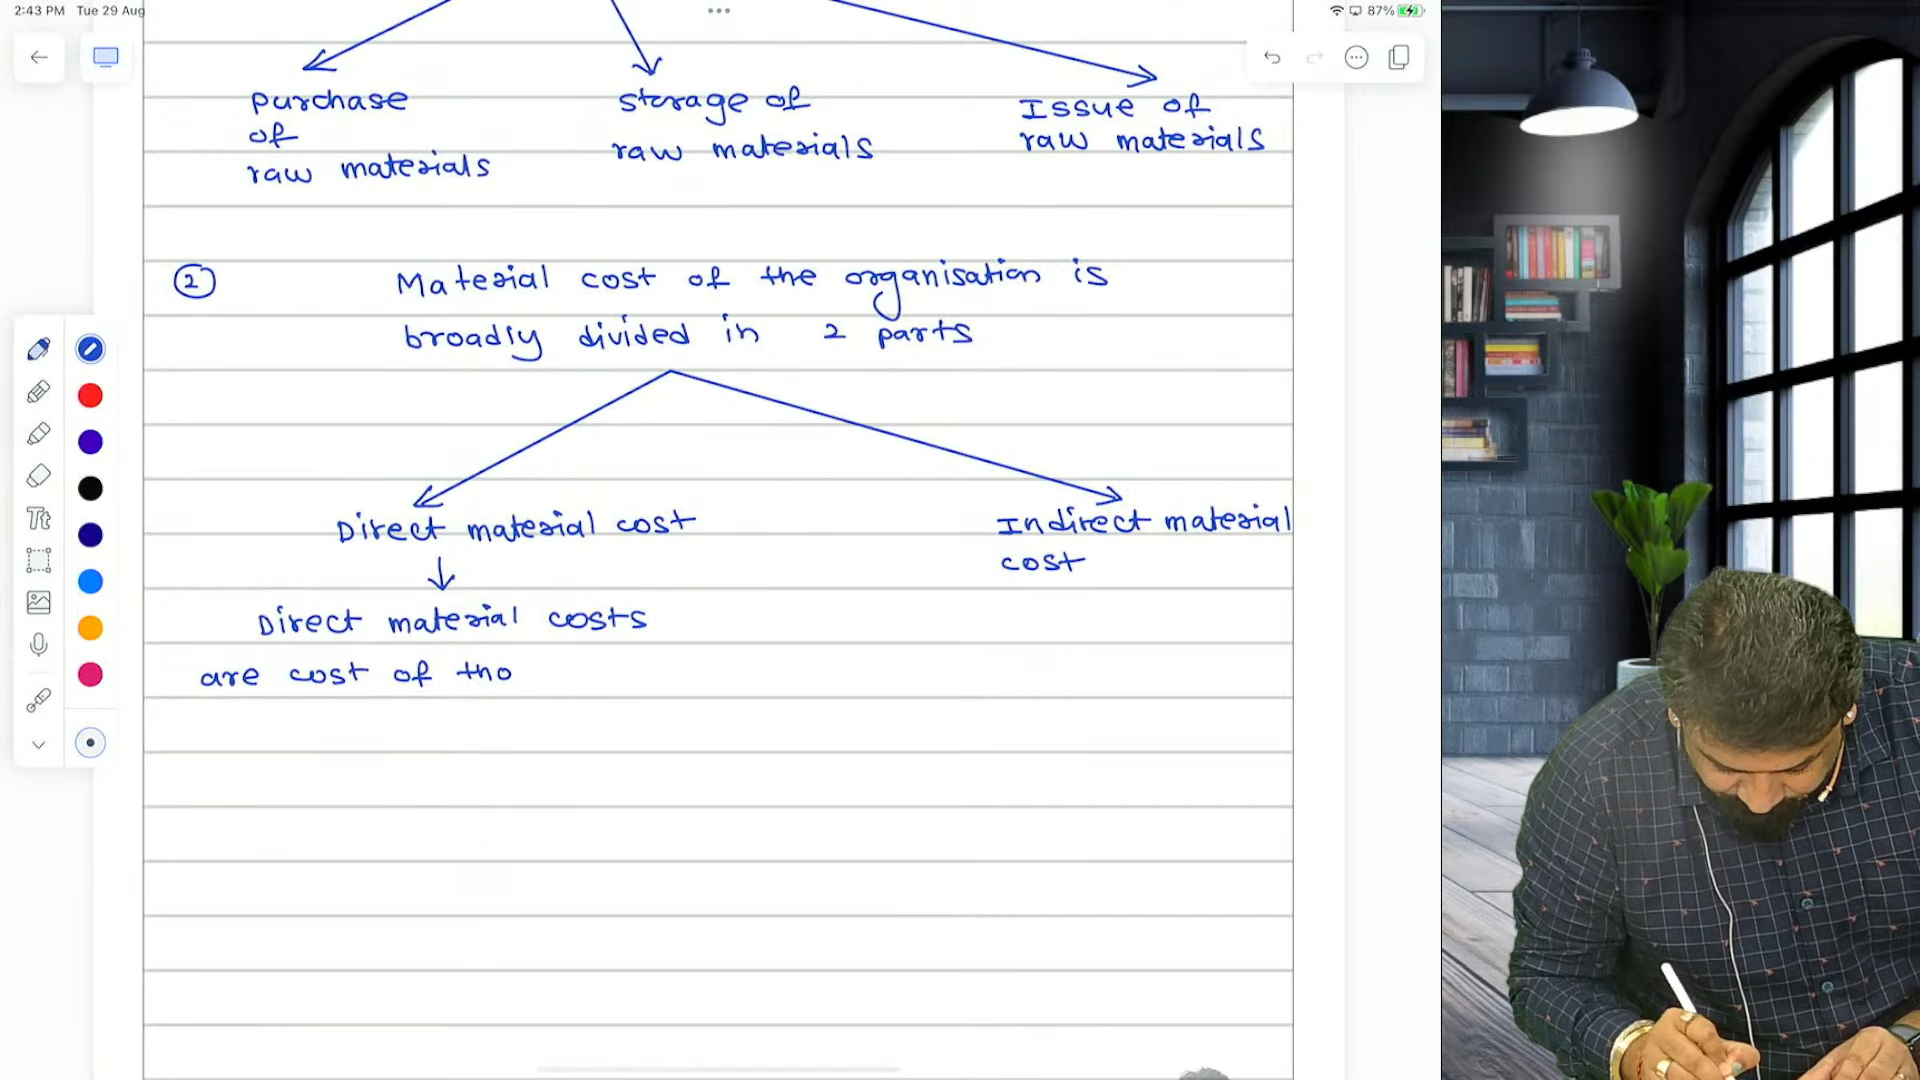 2:43 PM Tue 29 Aug
87%
purchase
of
raw materials
storage of
raw materials
Issue of
raw materials
② Material cost of the organisation is
broadly divided in 2 parts
Direct material cost
Indirect material
cost
Direct material costs
are cost of tho
Tt